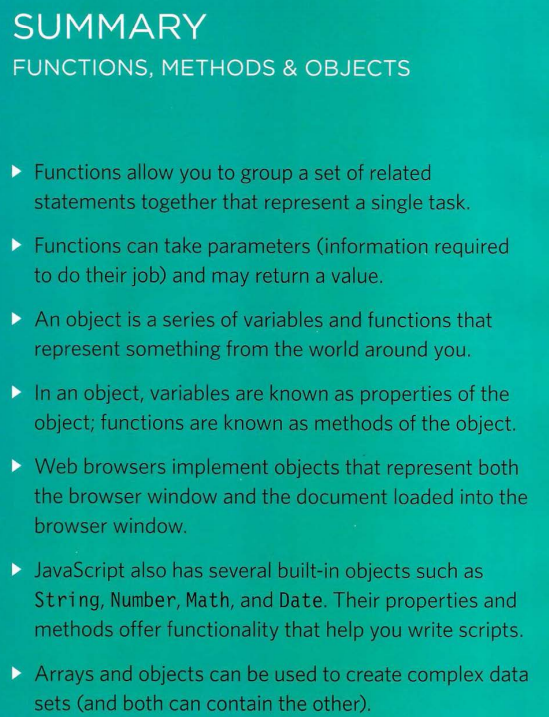 SUMMARY
FUNCTIONS, METHODS & OBJECTS
Functions allow you to group a set of related
statements together that represent a single task.
Functions can take parameters (information required
to do their job) and may return a value.
An object is a series of variables and functions that
represent something from the world around you.
In an object, variables are known as properties of the
object; functions are known as methods of the object.
Web browsers implement objects that represent both
the browser window and the document loaded into the
browser window.
JavaScript also has several built-in objects such as
String, Number, Math, and Date. Their properties and
methods offer functionality that help you write scripts.
Arrays and objects can be used to create complex data
sets (and both can contain the other).